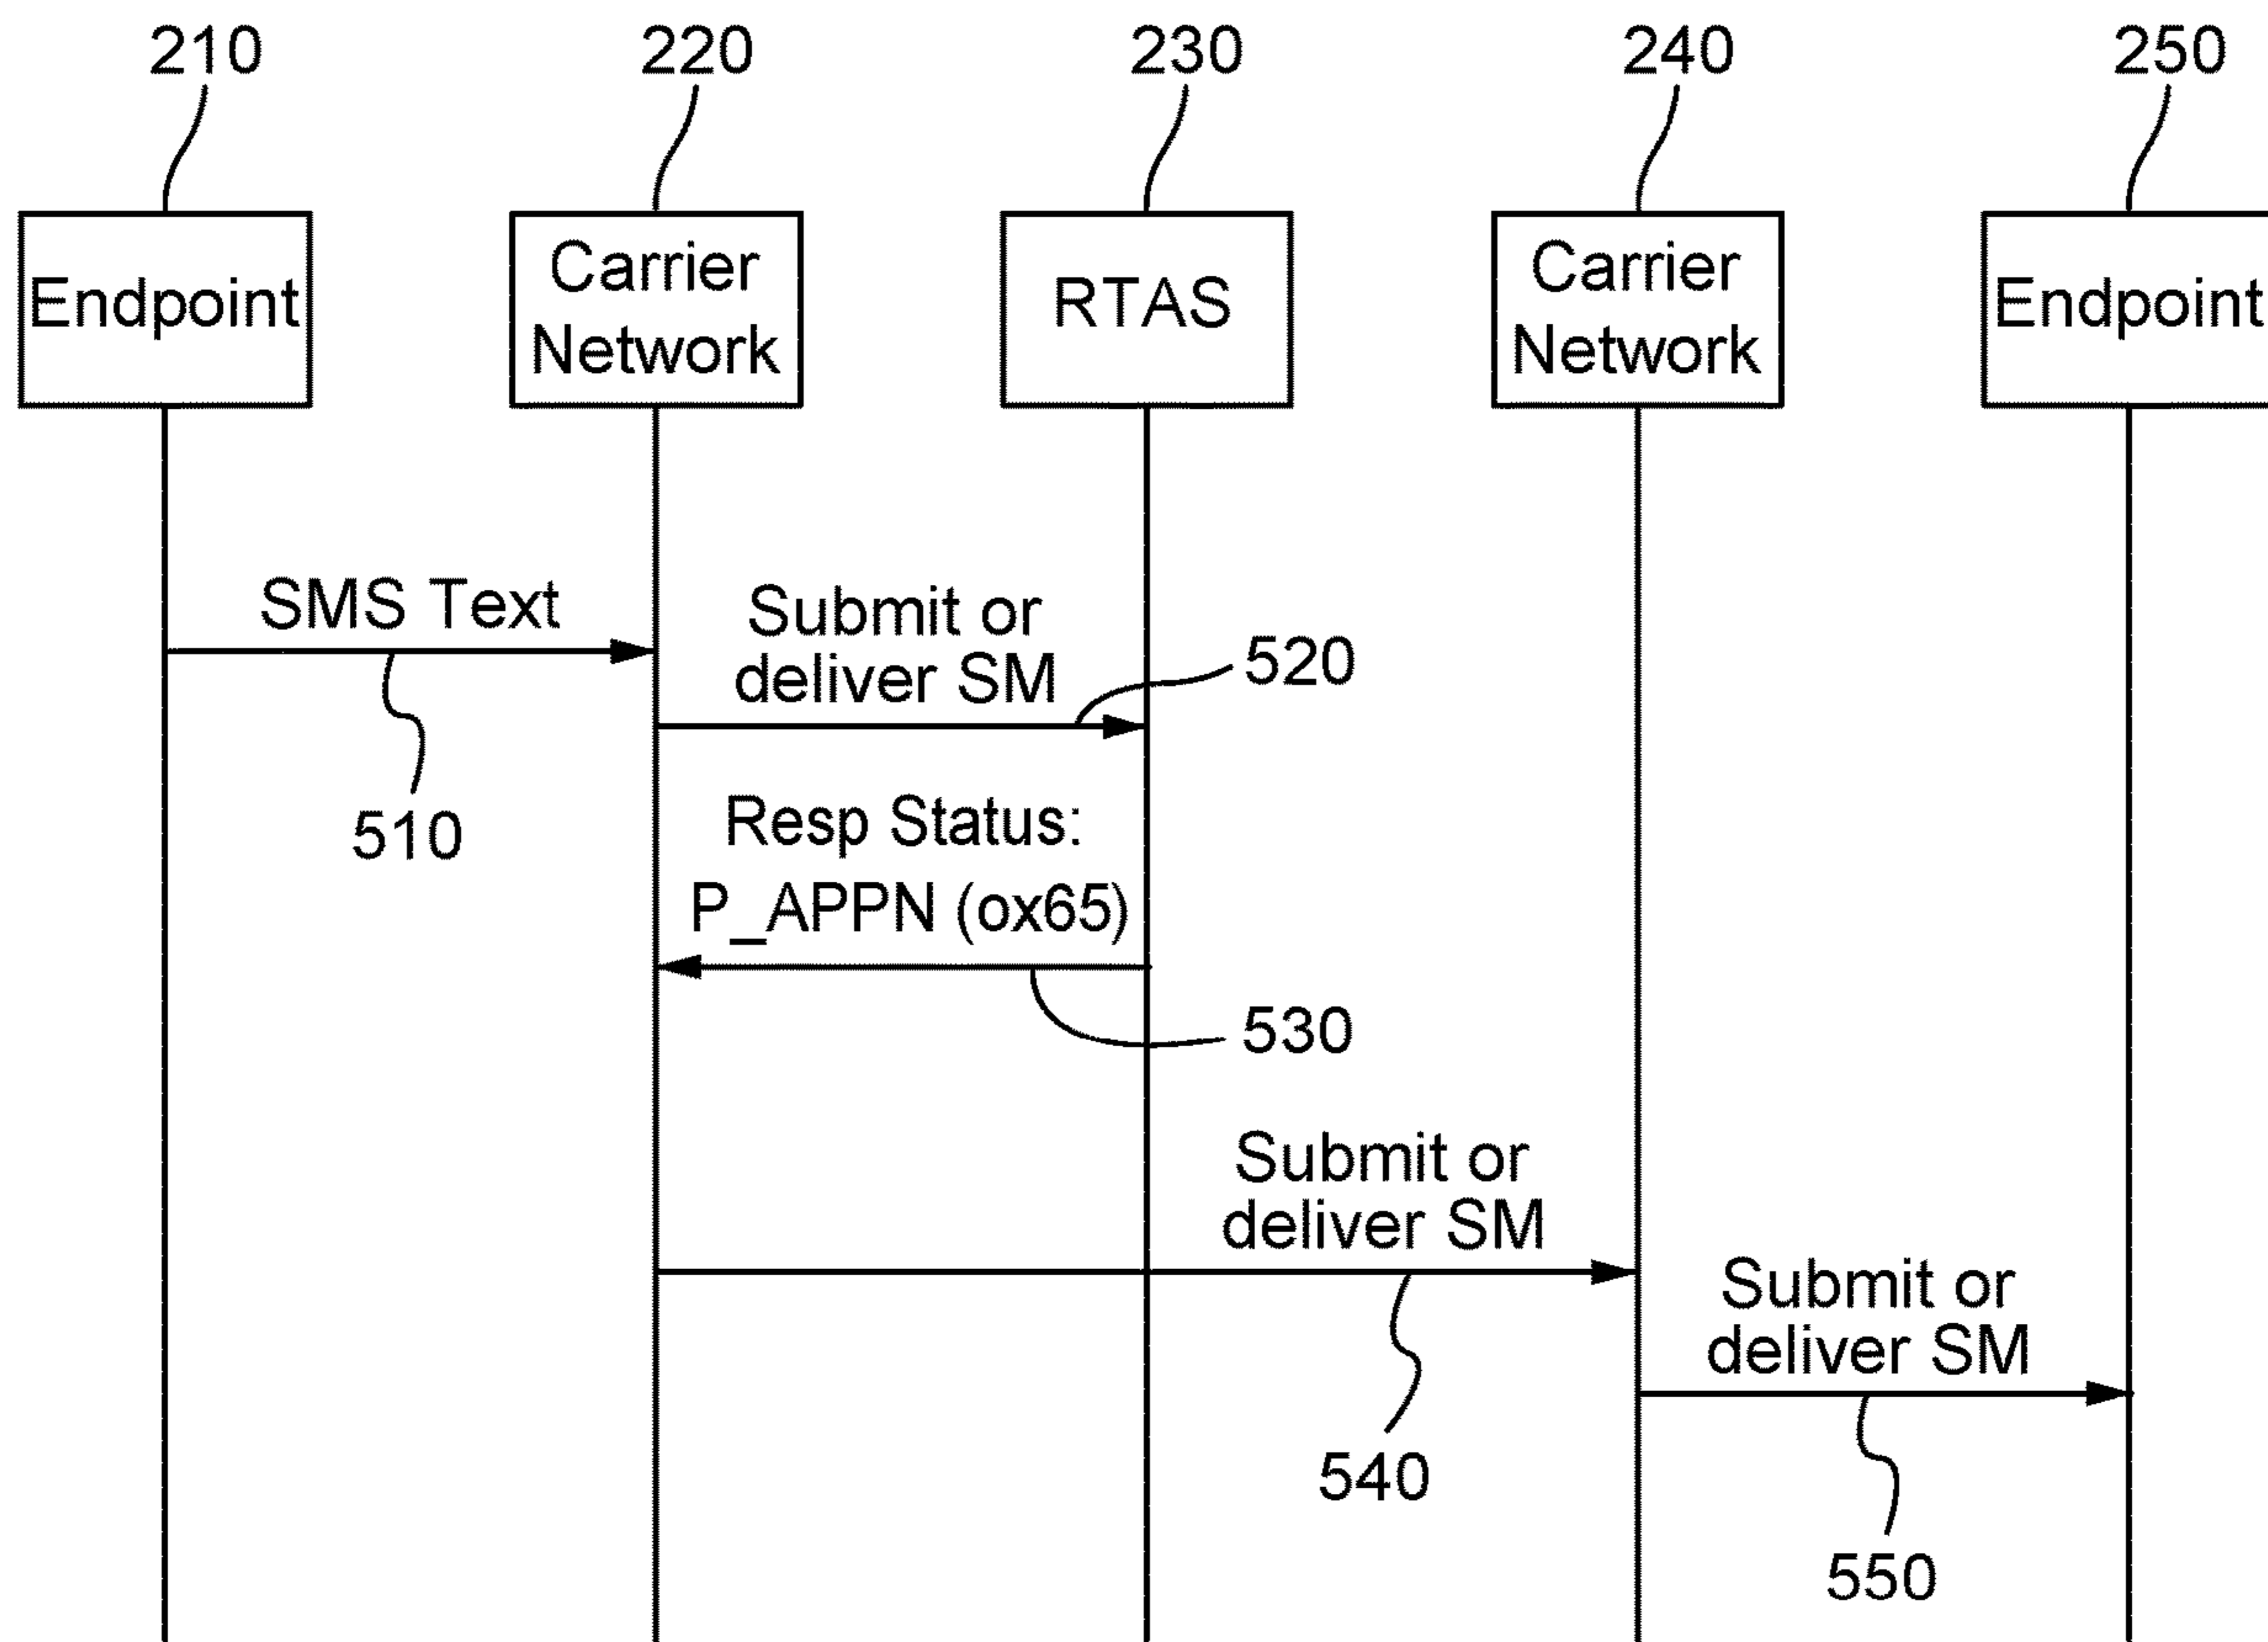 210
220
230
240
250
Endpoint
Carrier
Network
RTAS
Carrier
Network
Endpoint
SMS Text
Submit or
deliver SM
520
510
Resp Status:
P_APPN (ox65)
530
Submit or
deliver SM
540
Submit or
deliver SM
550